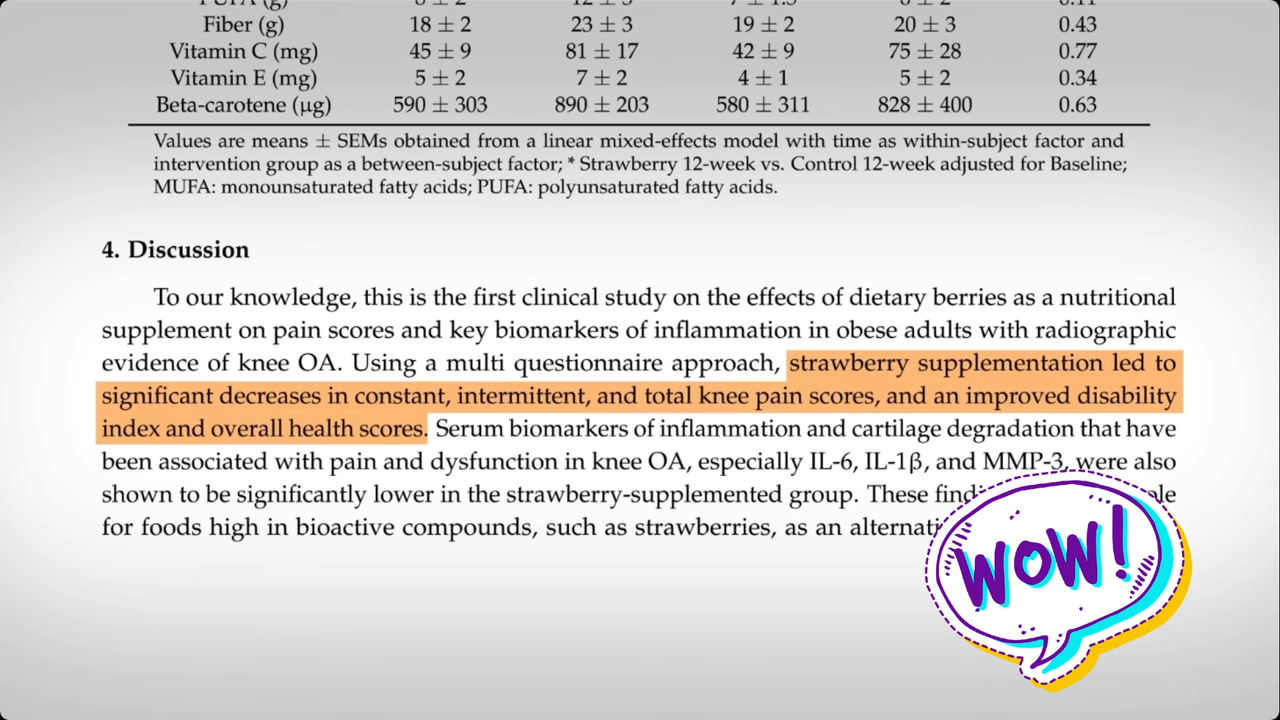 Fiber (g) 18 ± 2 23 ± 3 19 ± 2 20 ± 3 0.43
Vitamin C (mg) 45 ± 9 81 ± 17 42 ± 9 75 ± 28 0.77
Vitamin E (mg) 5 ± 2 7 ± 2 4 ± 1 5 ± 2 0.34
Beta-carotene (μg) 590 ± 303 890 ± 203 580 ± 311 828 ± 400 0.63
Values are means ± SEMs obtained from a linear mixed-effects model with time as within-subject factor and
intervention group as a between-subject factor; * Strawberry 12-week vs. Control 12-week adjusted for Baseline;
MUFA: monounsaturated fatty acids; PUFA: polyunsaturated fatty acids.
4. Discussion
To our knowledge, this is the first clinical study on the effects of dietary berries as a nutritional
supplement on pain scores and key biomarkers of inflammation in obese adults with radiographic
evidence of knee OA. Using a multi questionnaire approach, strawberry supplementation led to
significant decreases in constant, intermittent, and total knee pain scores, and an improved disability
index and overall health scores. Serum biomarkers of inflammation and cartilage degradation that have
been associated with pain and dysfunction in knee OA, especially IL-6, IL-1β, and MMP-3, were also
shown to be significantly lower in the strawberry-supplemented group. These
for foods high in bioactive compounds, such as strawberries, as an
WOW!